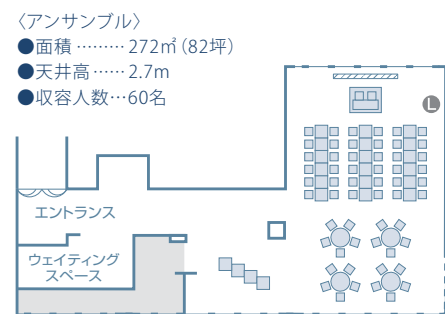 〈アンサンブル〉
●面積 ……… 272㎡（82坪）
●天井高 …… 2.7m
●収容人数…60名
L
エントランス
ウェイティング
スペース